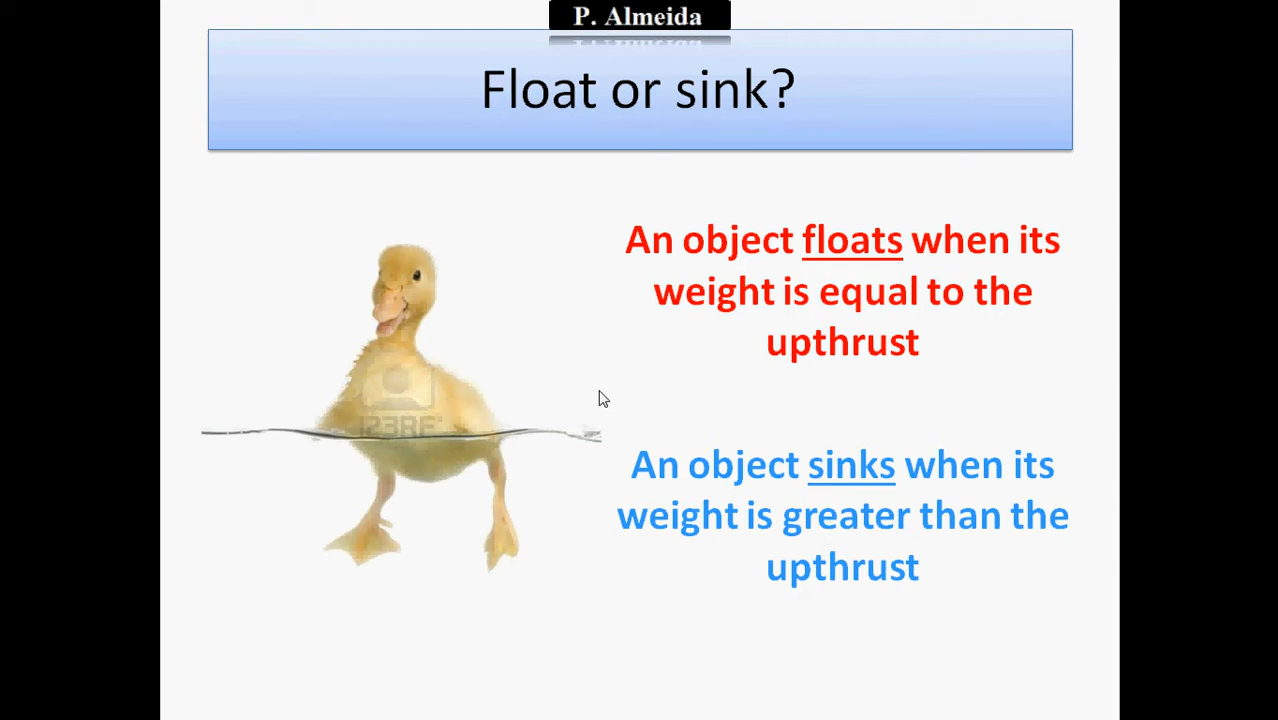 P. Almeida
Float or sink?
An object floats when its
weight is equal to the
upthrust
An object sinks when its
weight is greater than the
upthrust
123RF